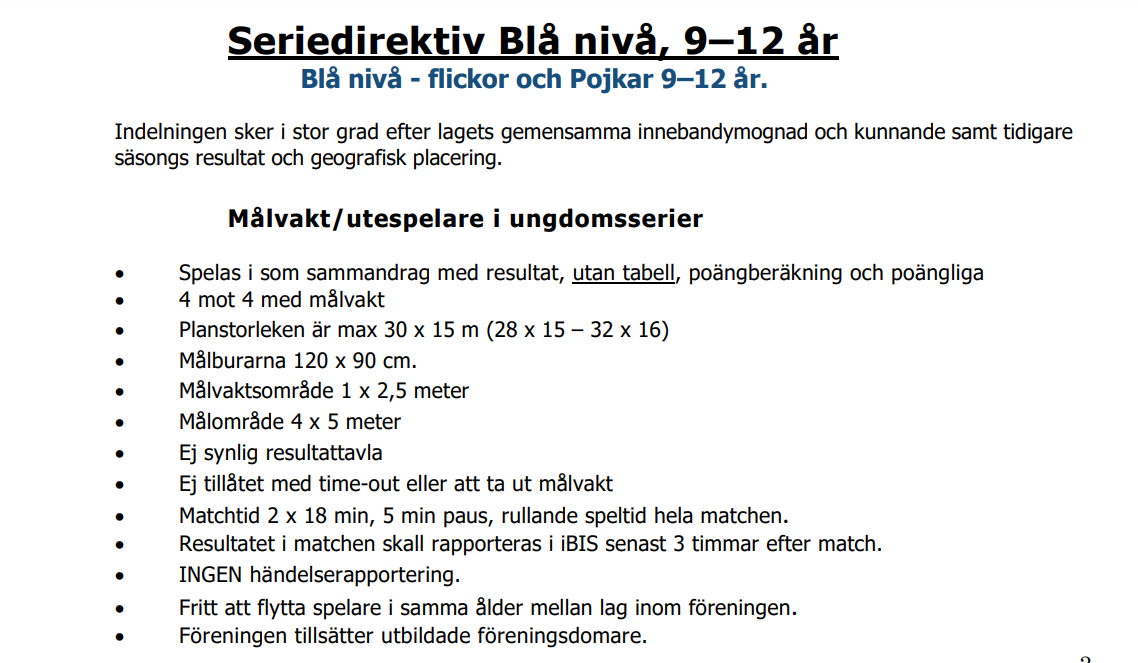 Seriedirektiv Blå nivå, 9–12 år
Blå nivå - flickor och Pojkar 9–12 år.
Indelningen sker i stor grad efter lagets gemensamma innebandymognad och kunnande samt tidigare
säsongs resultat och geografisk placering.
Målvakt/utespelare i ungdomsserier
• Spelas i som sammandrag med resultat, utan tabell, poängberäkning och poängliga
• 4 mot 4 med målvakt
• Planstorleken är max 30 x 15 m (28 x 15 – 32 x 16)
• Målburarna 120 x 90 cm.
• Målvaktsområde 1 x 2,5 meter
• Målområde 4 x 5 meter
• Ej synlig resultattavla
• Ej tillåtet med time-out eller att ta ut målvakt
• Matchtid 2 x 18 min, 5 min paus, rullande speltid hela matchen.
• Resultatet i matchen skall rapporteras i iBIS senast 3 timmar efter match.
• INGEN händelserapportering.
• Fritt att flytta spelare i samma ålder mellan lag inom föreningen.
• Föreningen tillsätter utbildade föreningsdomare.